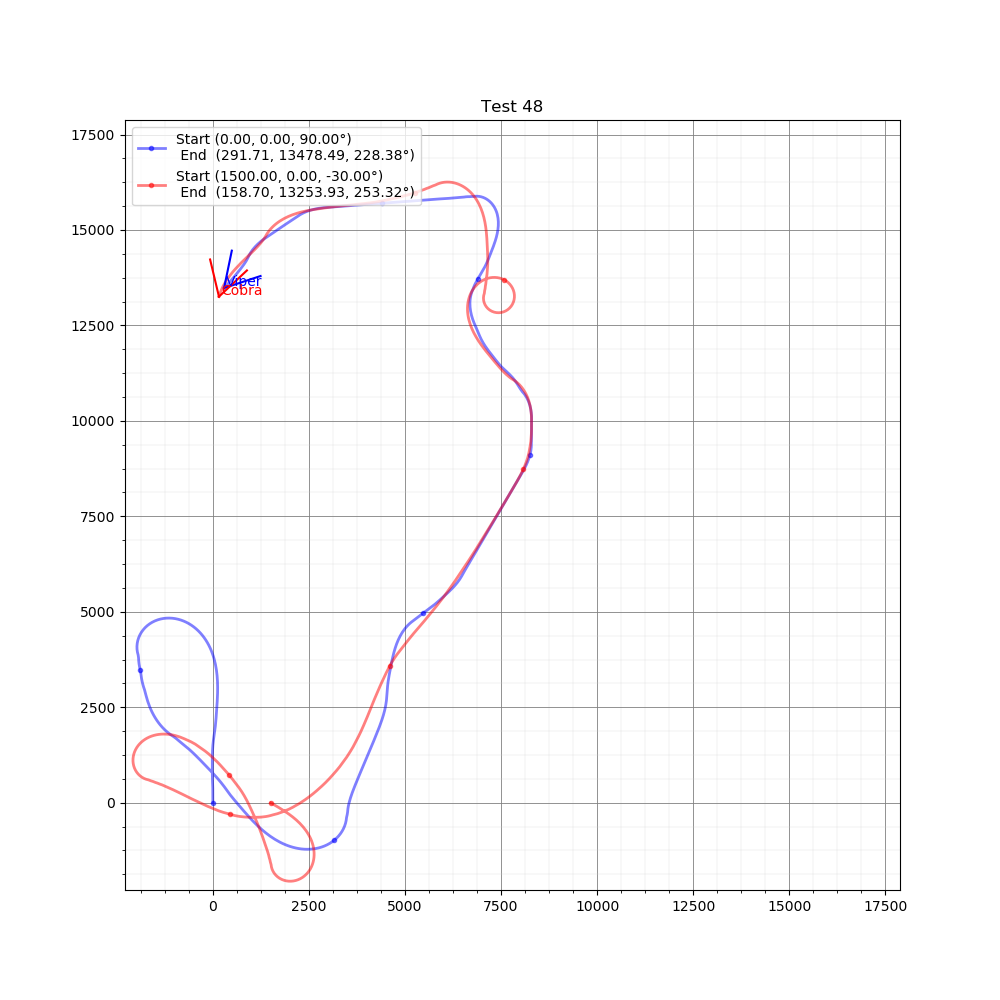 Test 48
17500
15000
12500
10000
7500
5000
2500
0
Start (0.00, 0.00, 90.00°)
End (291.71, 13478.49, 228.38°)
Start (1500.00, 0.00, -30.00°)
End (158.70, 13253.93, 253.32°)
Viper
Cobra
0 2500 5000 7500 10000 12500 15000 17500